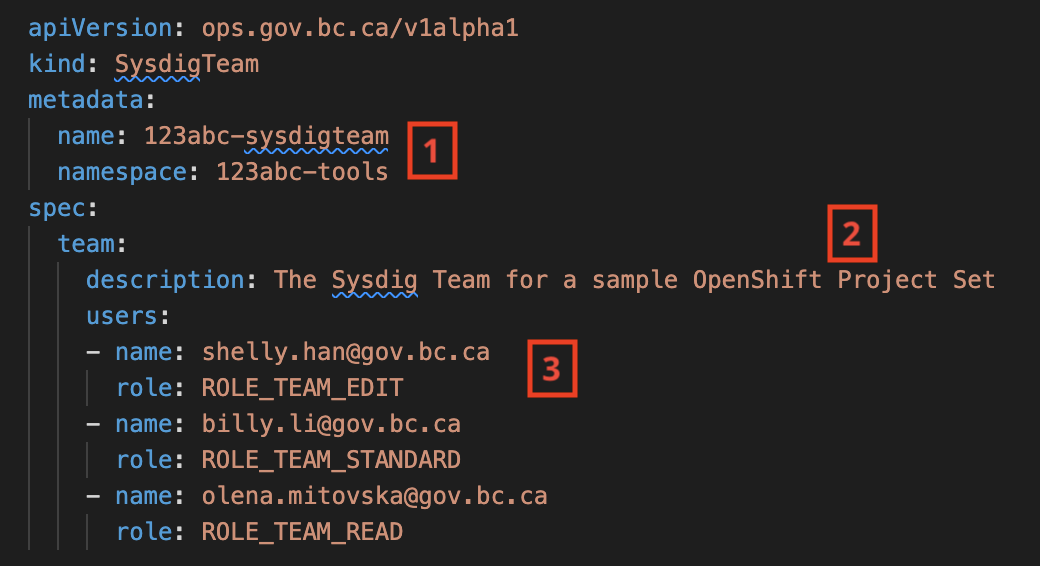 apiVersion: ops.gov.bc.ca/v1alpha1
kind: SysdigTeam
metadata:
  name: 123abc-sysdigteam
1
  namespace: 123abc-tools
spec:
2
  team:
    description: The Sysdig Team for a sample OpenShift Project Set
    users:
    - name: shelly.han@gov.bc.ca
3
      role: ROLE_TEAM_EDIT
    - name: billy.li@gov.bc.ca
      role: ROLE_TEAM_STANDARD
    - name: olena.mitovska@gov.bc.ca
      role: ROLE_TEAM_READ